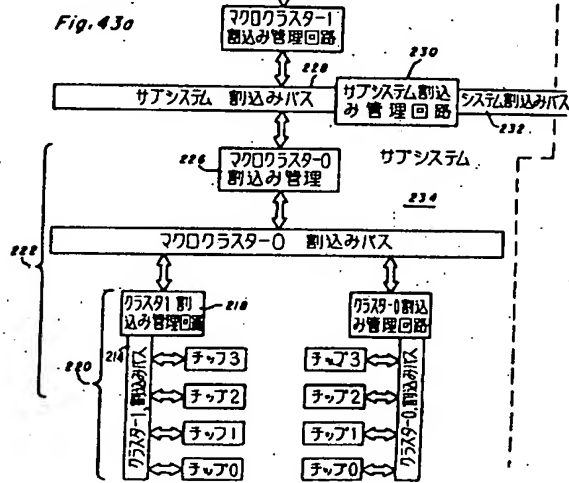 Fig.43a
マクロクラスター1
割込み管理回路
228
230
サブシステム 割込みバス
サブシステム割込
み管理回路
システム割込みバス
232
226
マクロクラスター0
割込み管理
サブシステム
234
222
マクロクラスター0 割込みバス
クラスタ1 割
込み管理回路
218
クラスター0割込
み管理回路
214
220
クラスター1,割込みバス
チップ3
チップ2
チップ1
チップ0
チップ3
チップ2
チップ1
チップ0
クラスター0,割込みバス